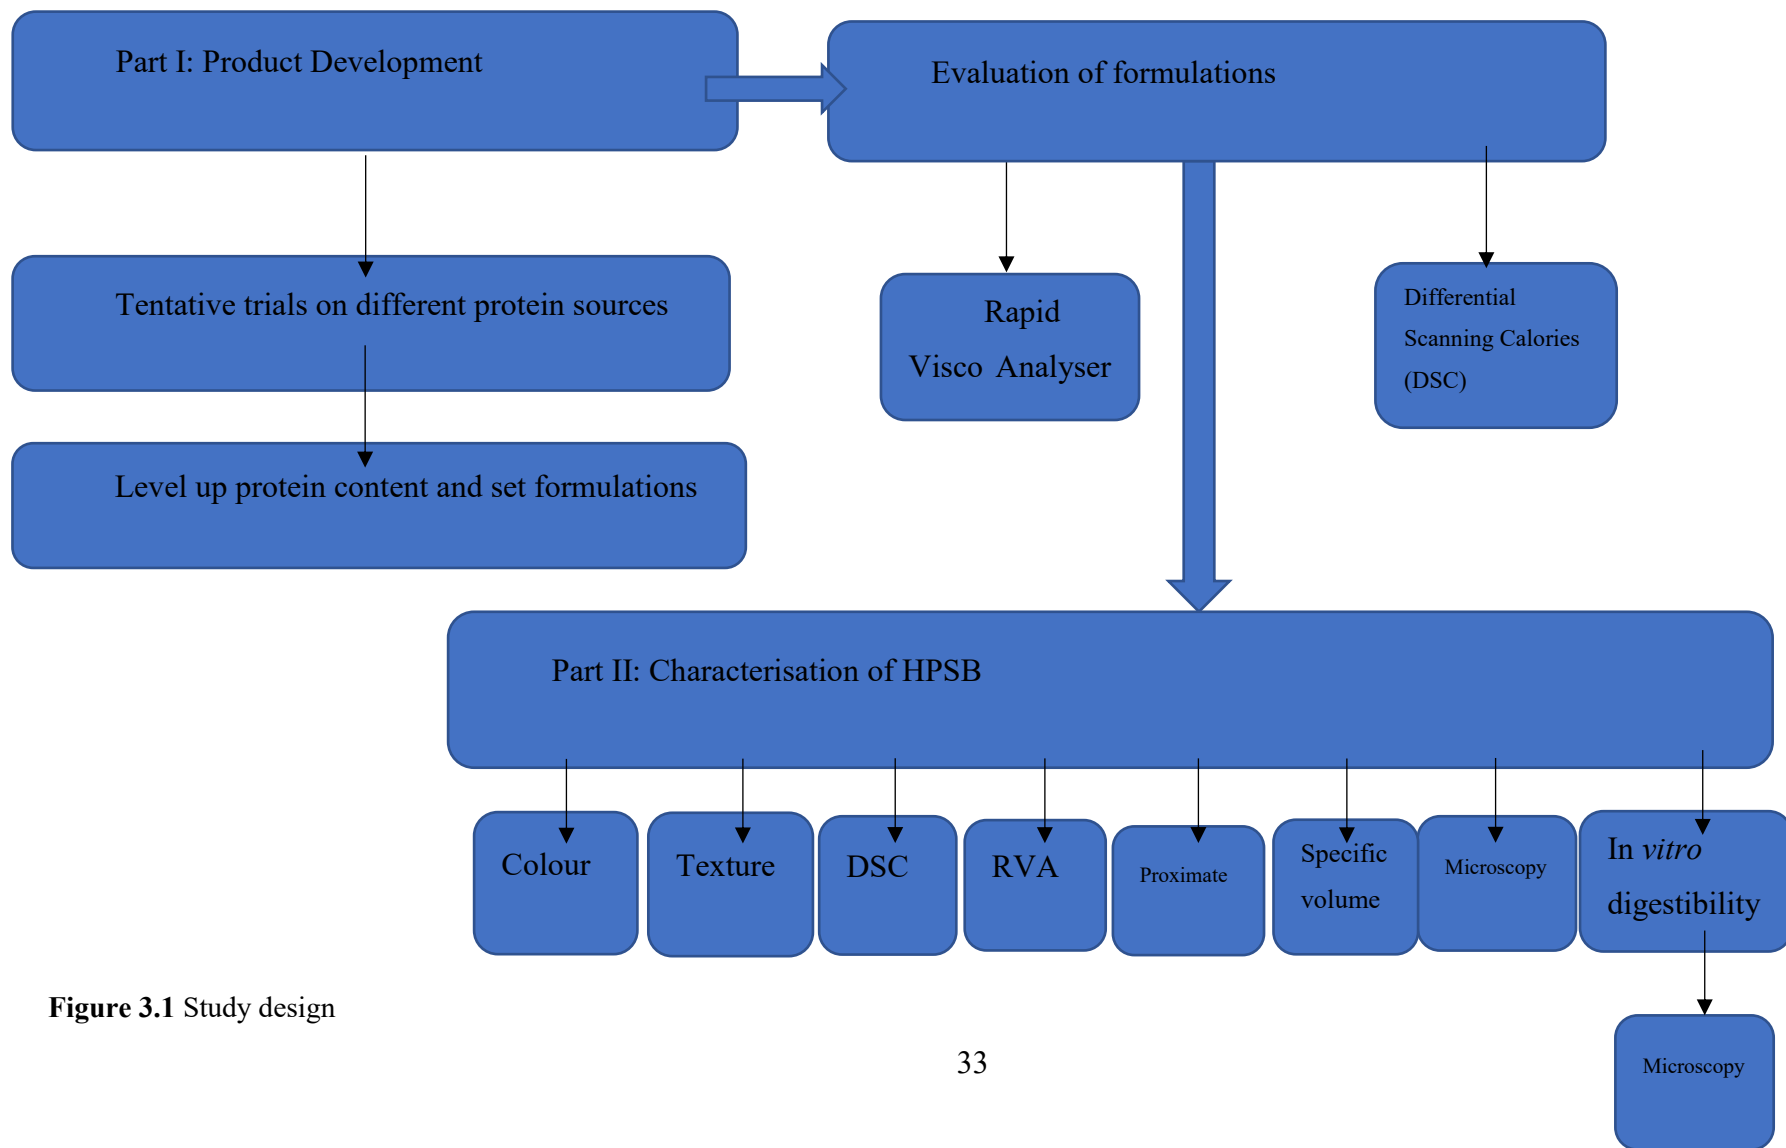 Part I: Product Development
Evaluation of formulations
Tentative trials on different protein sources
Level up protein content and set formulations
Rapid
Visco Analyser
Differential
Scanning Calories
(DSC)
Part II: Characterisation of HPSB
Colour
Texture
DSC
RVA
Proximate
Specific
volume
Microscopy
In vitro
digestibility
Microscopy
Figure 3.1 Study design
33